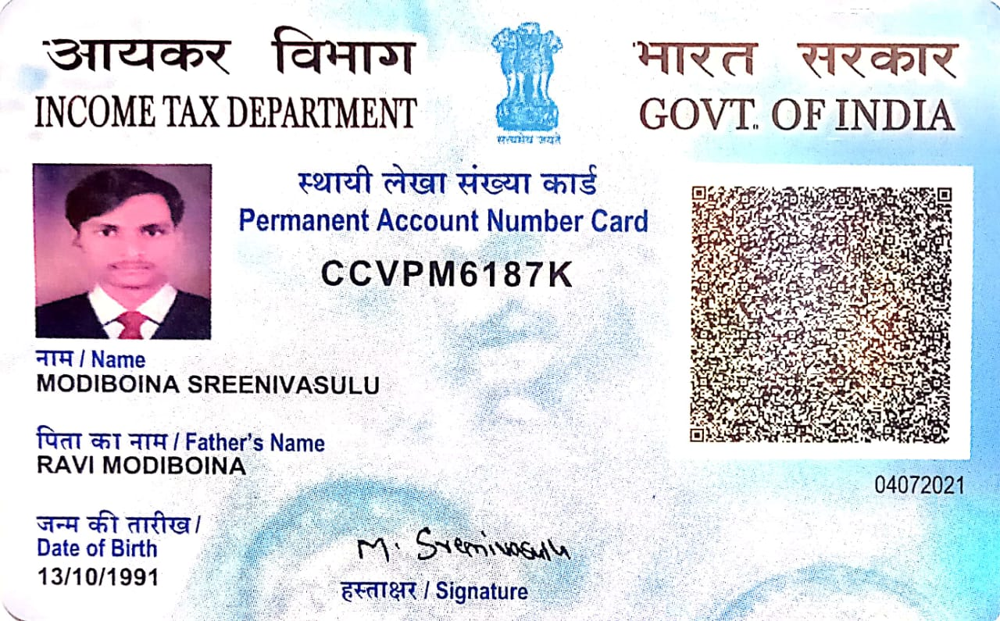 आयकर विभाग
INCOME TAX DEPARTMENT
सत्यमेव जयते
भारत सरकार
GOVT. OF INDIA
स्थायी लेखा संख्या कार्ड
Permanent Account Number Card
CCVPM6187K
नाम / Name
MODIBOINA SREENIVASULU
पिता का नाम / Father's Name
RAVI MODIBOINA
04072021
जन्म की तारीख /
Date of Birth
13/10/1991
M. Sreenivasulu
हस्ताक्षर / Signature